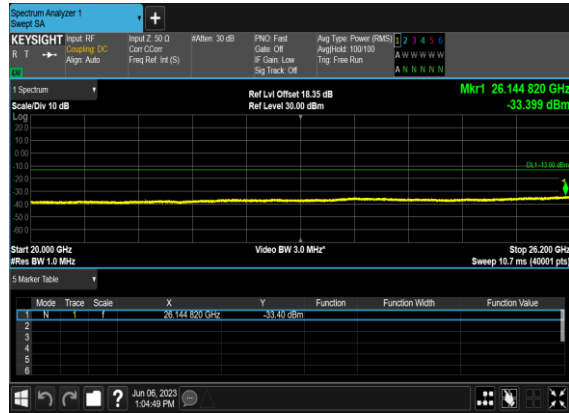 Spectrum Analyzer 1
Swept SA
+
KEYSIGHT Input: RF Input Z: 50 Ω #Atten: 30 dB PNO: Fast Avg Type: Power (RMS) 1 2 3 4 5 6
R T Coupling: DC Corr CCorr Gate: Off Avg|Hold: 100/100 A W W W W W
Align: Auto Freq Ref: Int (S) IF Gain: Low Trig: Free Run A N N N N N
Sig Track: Off
1 Spectrum Ref Lvl Offset 18.35 dB Mkr1 26.144 820 GHz
Scale/Div 10 dB Ref Level 30.00 dBm -33.399 dBm
Log
20.0
10.0
0.00
-10.0 DL1 -13.00 dBm
-20.0
-30.0
-40.0
-50.0
-60.0
Start 20.000 GHz Video BW 3.0 MHz* Stop 26.200 GHz
#Res BW 1.0 MHz Sweep 10.7 ms (40001 pts)
5 Marker Table
Mode Trace Scale X Y Function Function Width Function Value
1 N 1 f 26.144 820 GHz -33.40 dBm
2
3
4
5
6
? Jun 06, 2023
1:04:49 PM